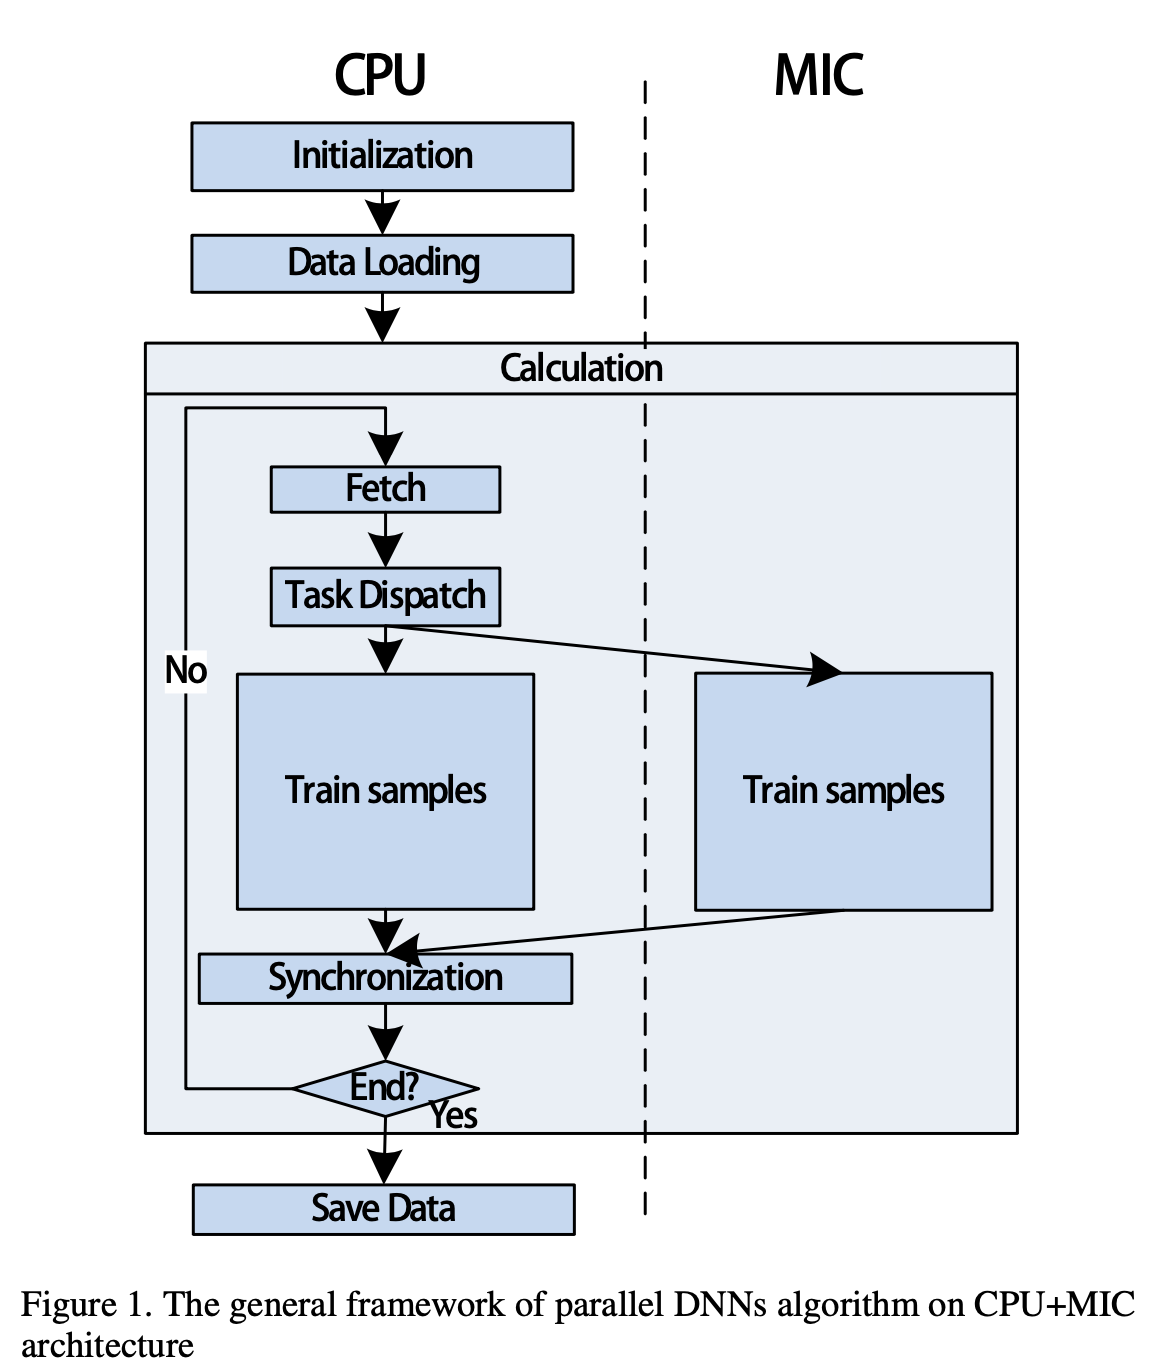 CPU
MIC
Initialization
Data Loading
Calculation
Fetch
Task Dispatch
No
Train samples
Train samples
Synchronization
End?
Yes
Save Data
Figure 1. The general framework of parallel DNNs algorithm on CPU+MIC
architecture